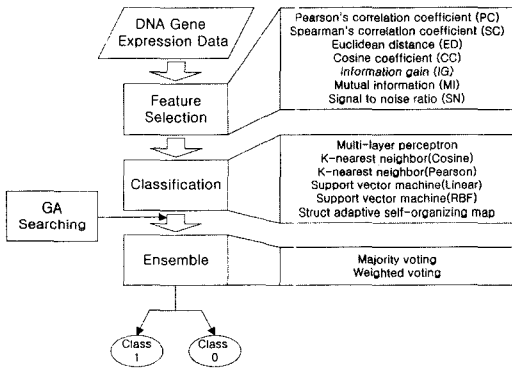 DNA Gene
Expression Data
Pearson's correlation coefficient (PC)
Spearman's correlation coefficient (SC)
Euclidean distance (ED)
Cosine coefficient (CC)
Information gain (IG)
Mutual information (MI)
Signal to noise ratio (SN)
Feature
Selection
Multi-layer perceptron
K-nearest neighbor(Cosine)
K-nearest neighbor(Pearson)
Support vector machine(Linear)
Support vector machine(RBF)
Struct adaptive self-organizing map
Classification
GA
Searching
Ensemble
Majority voting
Weighted voting
Class
1
Class
0